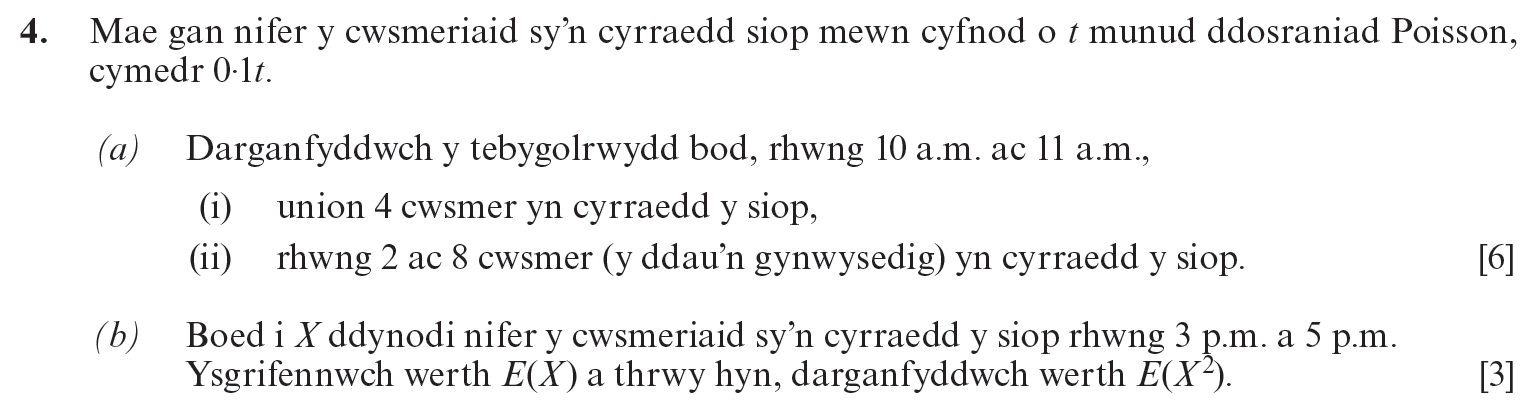 4. Mae gan nifer y cwsmeriaid sy’n cyrraedd siop mewn cyfnod o t munud ddosraniad Poisson,
cymedr 0·1t.
(a) Darganfyddwch y tebygolrwydd bod, rhwng 10 a.m. ac 11 a.m.,
(i) union 4 cwsmer yn cyrraedd y siop,
(ii) rhwng 2 ac 8 cwsmer (y ddau’n gynwysedig) yn cyrraedd y siop. [6]
(b) Boed i X ddynodi nifer y cwsmeriaid sy’n cyrraedd y siop rhwng 3 p.m. a 5 p.m.
Ysgrifennwch werth E(X) a thrwy hyn, darganfyddwch werth E(X²). [3]